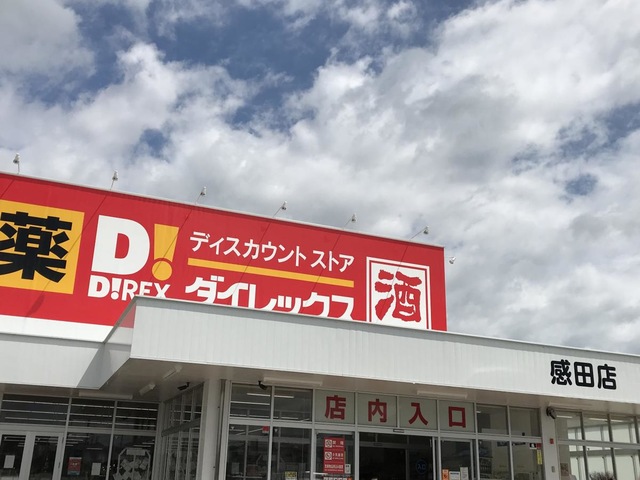 薬
D!
D!REX
ディスカウント ストア
ダイレックス
酒
感田店
店内入口